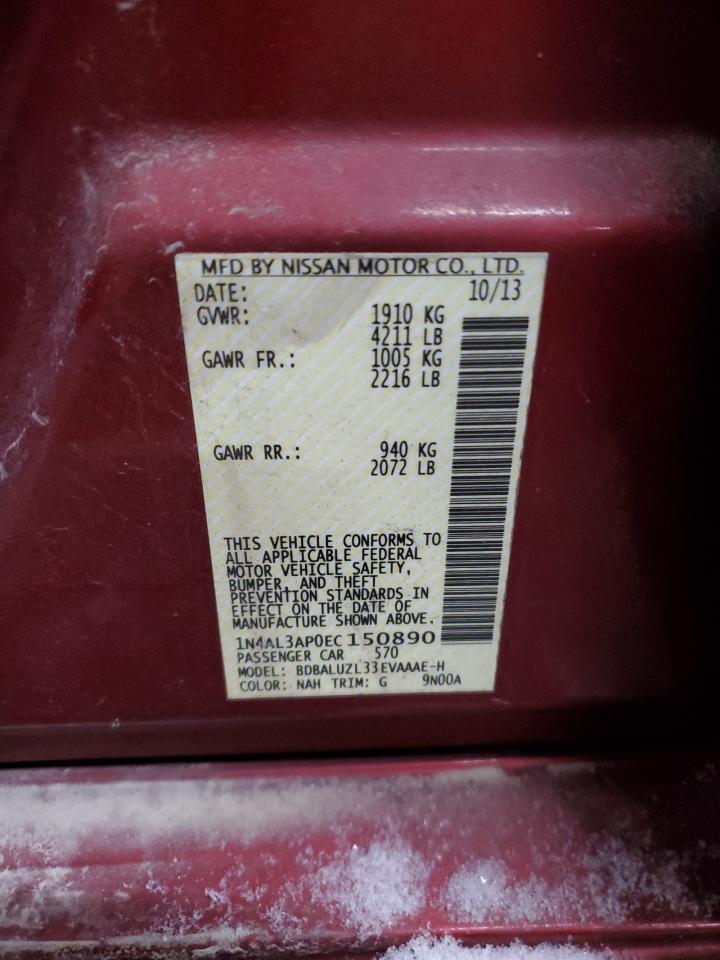 MFD BY NISSAN MOTOR CO., LTD.
DATE: 10/13
GVWR: 1910 KG
4211 LB
GAWR FR.: 1005 KG
2216 LB
GAWR RR.: 940 KG
2072 LB
THIS VEHICLE CONFORMS TO
ALL APPLICABLE FEDERAL
MOTOR VEHICLE SAFETY,
BUMPER, AND THEFT
PREVENTION STANDARDS IN
EFFECT ON THE DATE OF
MANUFACTURE SHOWN ABOVE.
1N4AL3AP0EC150890
PASSENGER CAR 570
MODEL: BDBALUZL33EVAAAE-H
COLOR: NAH TRIM: G 9N00A